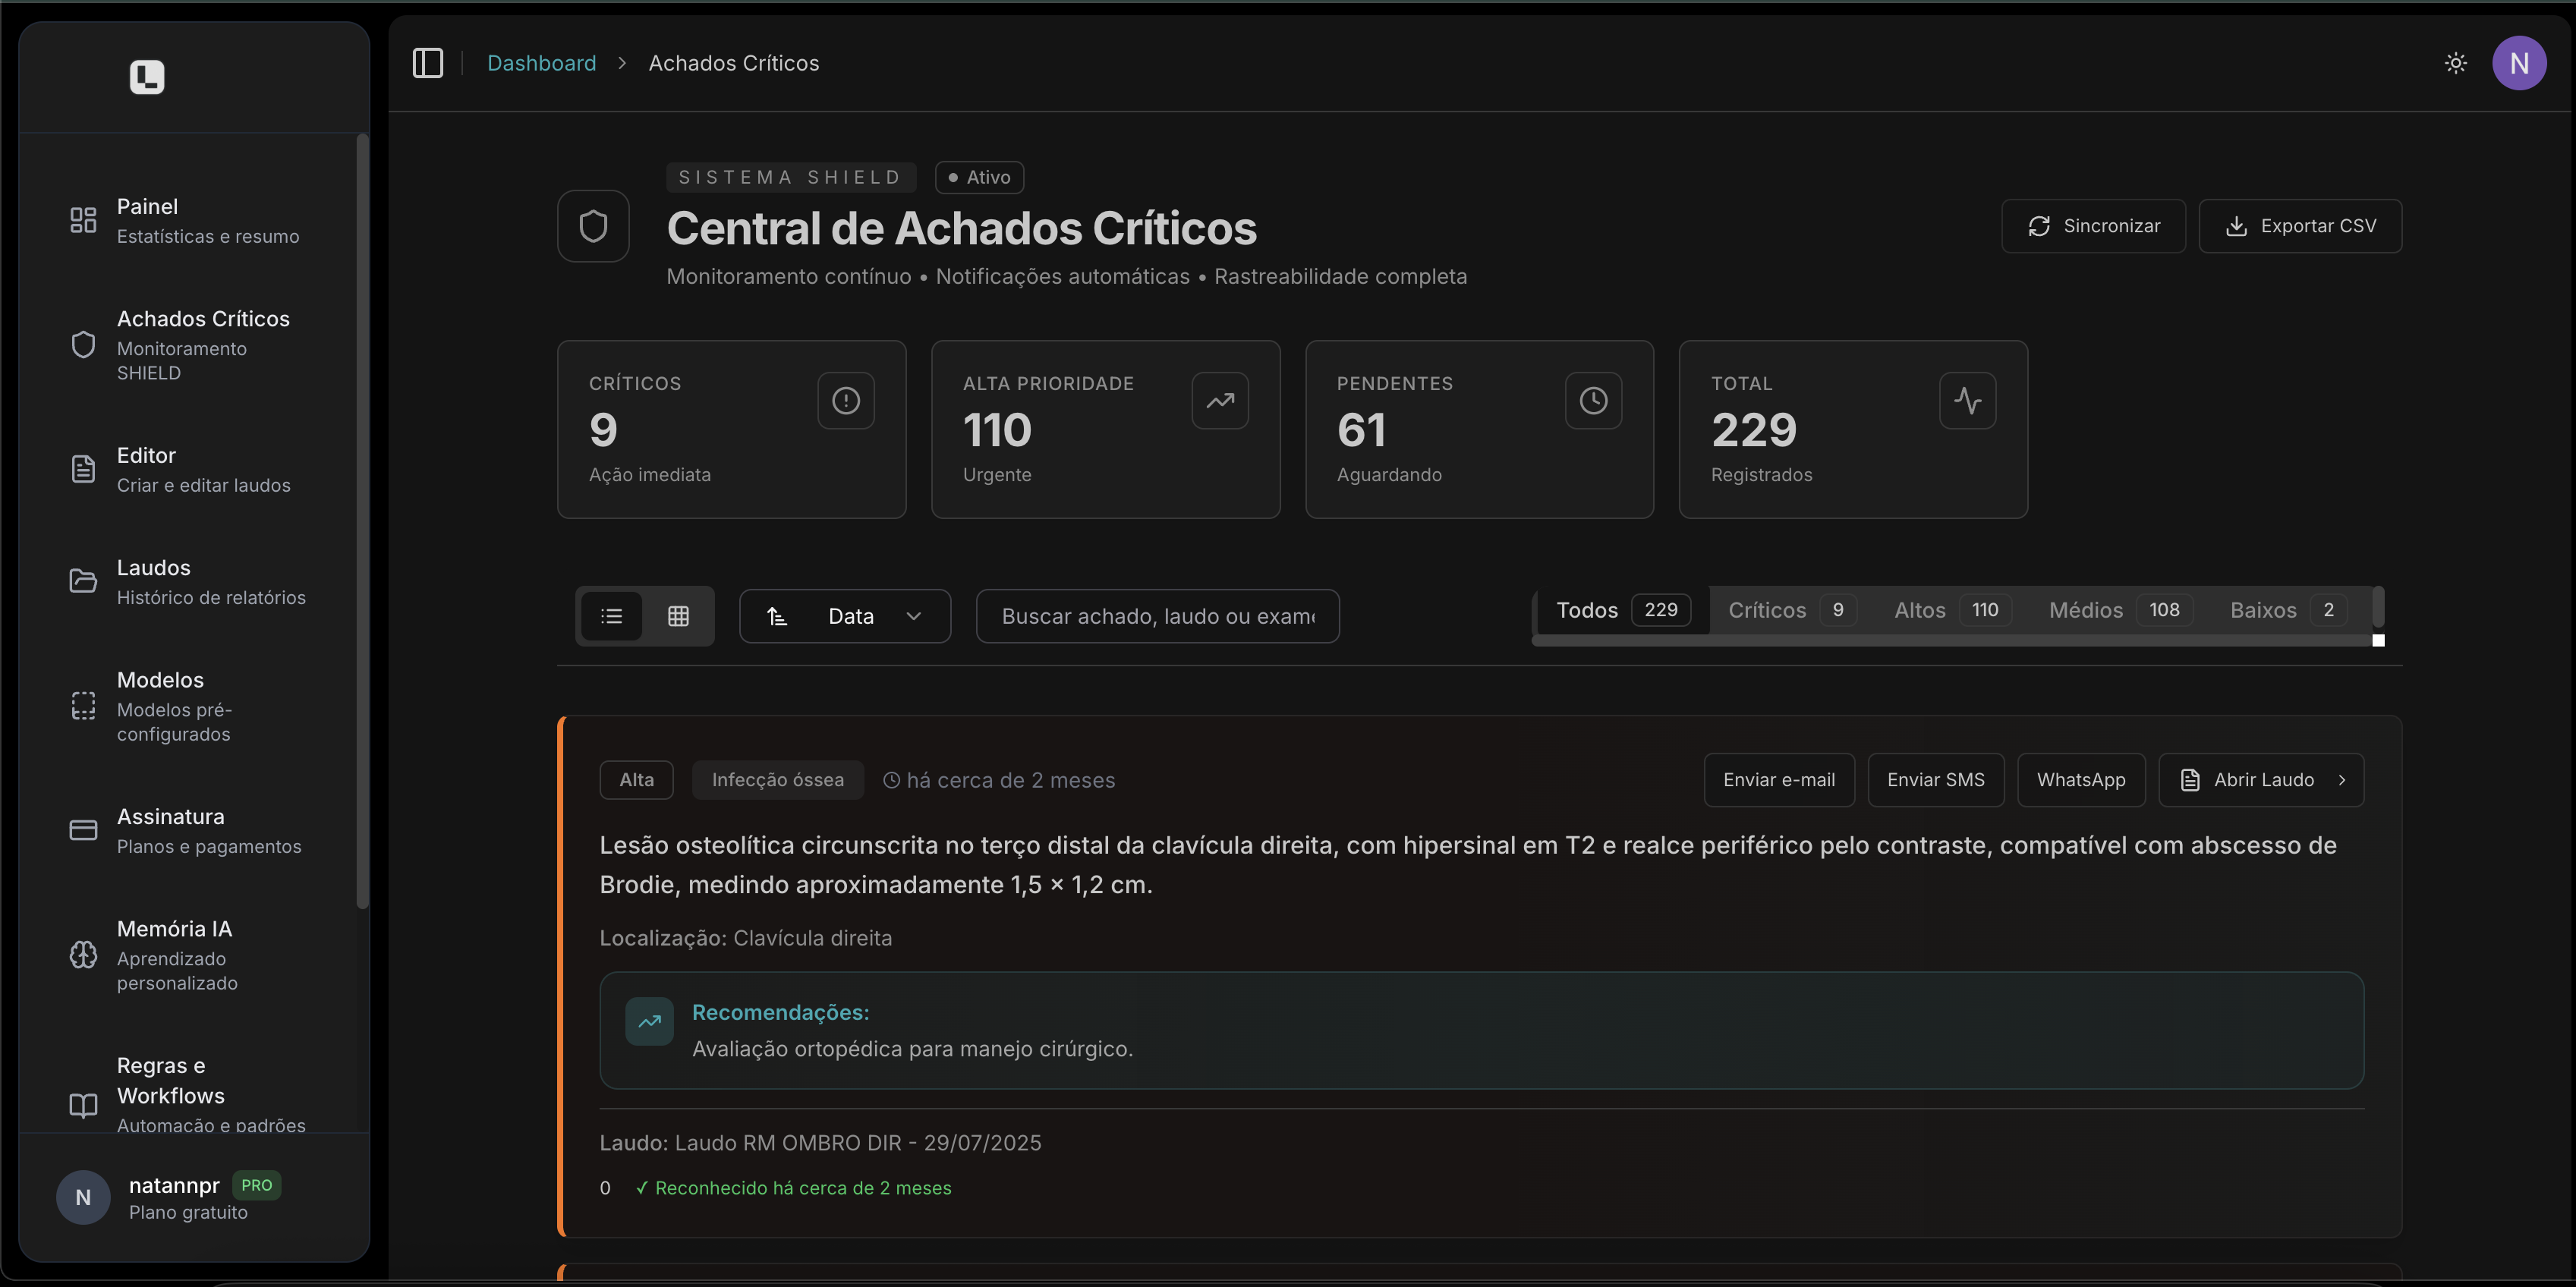 L
Painel
Estatísticas e resumo
Achados Críticos
Monitoramento
SHIELD
Editor
Criar e editar laudos
Laudos
Histórico de relatórios
Modelos
Modelos pré-
configurados
Assinatura
Planos e pagamentos
Memória IA
Aprendizado
personalizado
Regras e
Workflows
Automação e padrões
N
natannpr PRO
Plano gratuito
Dashboard > Achados Críticos
N
SISTEMA SHIELD Ativo
Central de Achados Críticos
Monitoramento contínuo • Notificações automáticas • Rastreabilidade completa
Sincronizar Exportar CSV
CRÍTICOS
9
Ação imediata
ALTA PRIORIDADE
110
Urgente
PENDENTES
61
Aguardando
TOTAL
229
Registrados
Data Buscar achado, laudo ou exame Todos 229 Críticos 9 Altos 110 Médios 108 Baixos 2
Alta Infecção óssea há cerca de 2 meses Enviar e-mail Enviar SMS WhatsApp Abrir Laudo
Lesão osteolítica circunscrita no terço distal da clavícula direita, com hipersinal em T2 e realce periférico pelo contraste, compatível com abscesso de
Brodie, medindo aproximadamente 1,5 × 1,2 cm.
Localização: Clavícula direita
Recomendações:
Avaliação ortopédica para manejo cirúrgico.
Laudo: Laudo RM OMBRO DIR - 29/07/2025
0 ✓ Reconhecido há cerca de 2 meses